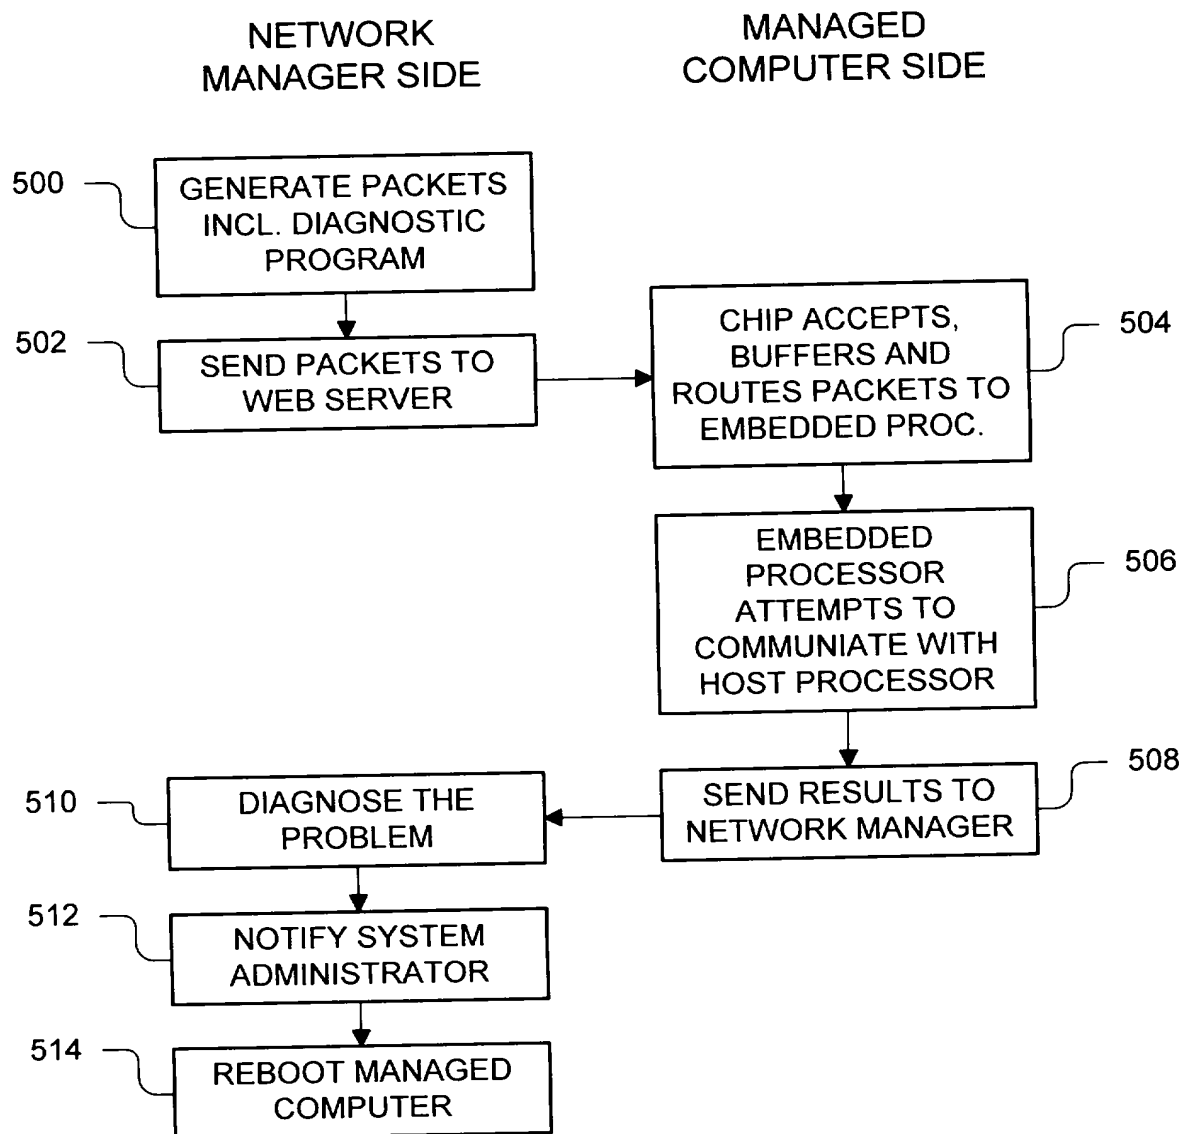 NETWORK
MANAGER SIDE
MANAGED
COMPUTER SIDE
500
GENERATE PACKETS
INCL. DIAGNOSTIC
PROGRAM
502
SEND PACKETS TO
WEB SERVER
CHIP ACCEPTS,
BUFFERS AND
ROUTES PACKETS TO
EMBEDDED PROC.
504
EMBEDDED
PROCESSOR
ATTEMPTS TO
COMMUNIATE WITH
HOST PROCESSOR
506
SEND RESULTS TO
NETWORK MANAGER
508
510
DIAGNOSE THE
PROBLEM
512
NOTIFY SYSTEM
ADMINISTRATOR
514
REBOOT MANAGED
COMPUTER